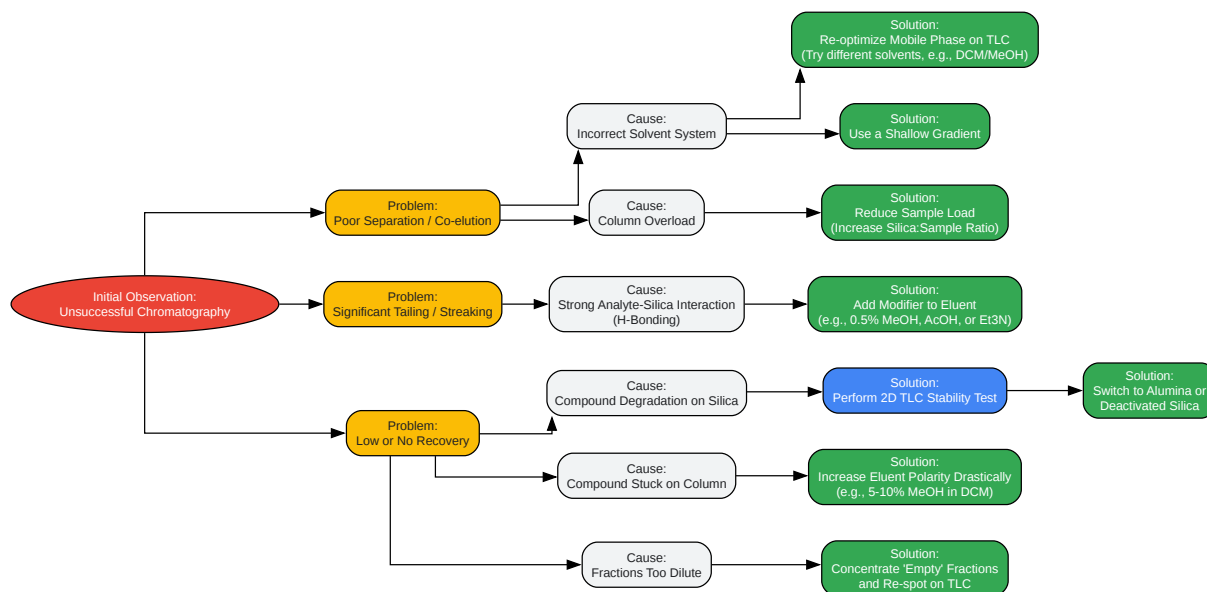 Solution:
Re-optimize Mobile Phase on TLC
(Try different solvents, e.g., DCM/MeOH)
Cause:
Incorrect Solvent System
Solution:
Use a Shallow Gradient
Problem:
Poor Separation / Co-elution
Cause:
Column Overload
Solution:
Reduce Sample Load
(Increase Silica:Sample Ratio)
Initial Observation:
Unsuccessful Chromatography
Problem:
Significant Tailing / Streaking
Cause:
Strong Analyte-Silica Interaction
(H-Bonding)
Solution:
Add Modifier to Eluent
(e.g., 0.5% MeOH, AcOH, or Et3N)
Cause:
Compound Degradation on Silica
Solution:
Perform 2D TLC Stability Test
Solution:
Switch to Alumina or
Deactivated Silica
Problem:
Low or No Recovery
Cause:
Compound Stuck on Column
Solution:
Increase Eluent Polarity Drastically
(e.g., 5-10% MeOH in DCM)
Cause:
Fractions Too Dilute
Solution:
Concentrate 'Empty' Fractions
and Re-spot on TLC